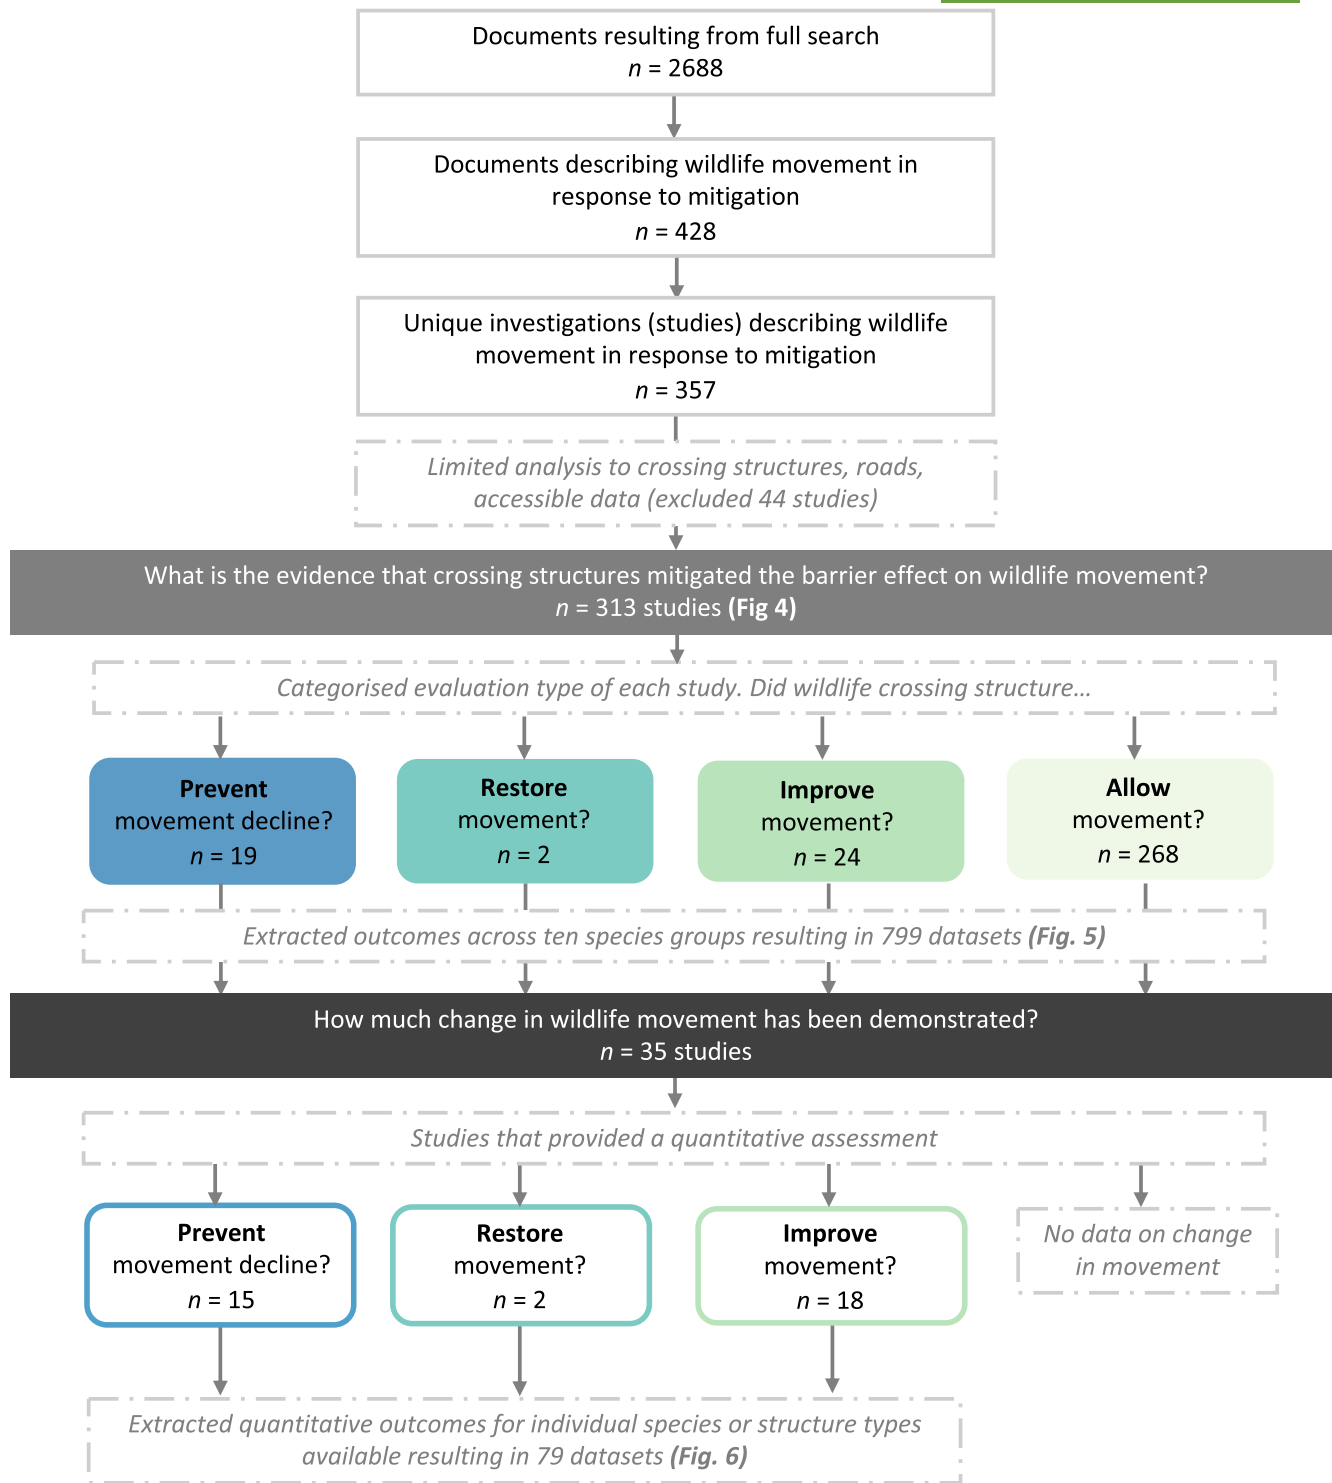 Documents resulting from full search
n = 2688
Documents describing wildlife movement in
response to mitigation
n = 428
Unique investigations (studies) describing wildlife
movement in response to mitigation
n = 357
Limited analysis to crossing structures, roads,
accessible data (excluded 44 studies)
What is the evidence that crossing structures mitigated the barrier effect on wildlife movement?
n = 313 studies (Fig 4)
Categorised evaluation type of each study. Did wildlife crossing structure...
Prevent
movement decline?
n = 19
Restore
movement?
n = 2
Improve
movement?
n = 24
Allow
movement?
n = 268
Extracted outcomes across ten species groups resulting in 799 datasets (Fig. 5)
How much change in wildlife movement has been demonstrated?
n = 35 studies
Studies that provided a quantitative assessment
Prevent
movement decline?
n = 15
Restore
movement?
n = 2
Improve
movement?
n = 18
No data on change
in movement
Extracted quantitative outcomes for individual species or structure types
available resulting in 79 datasets (Fig. 6)